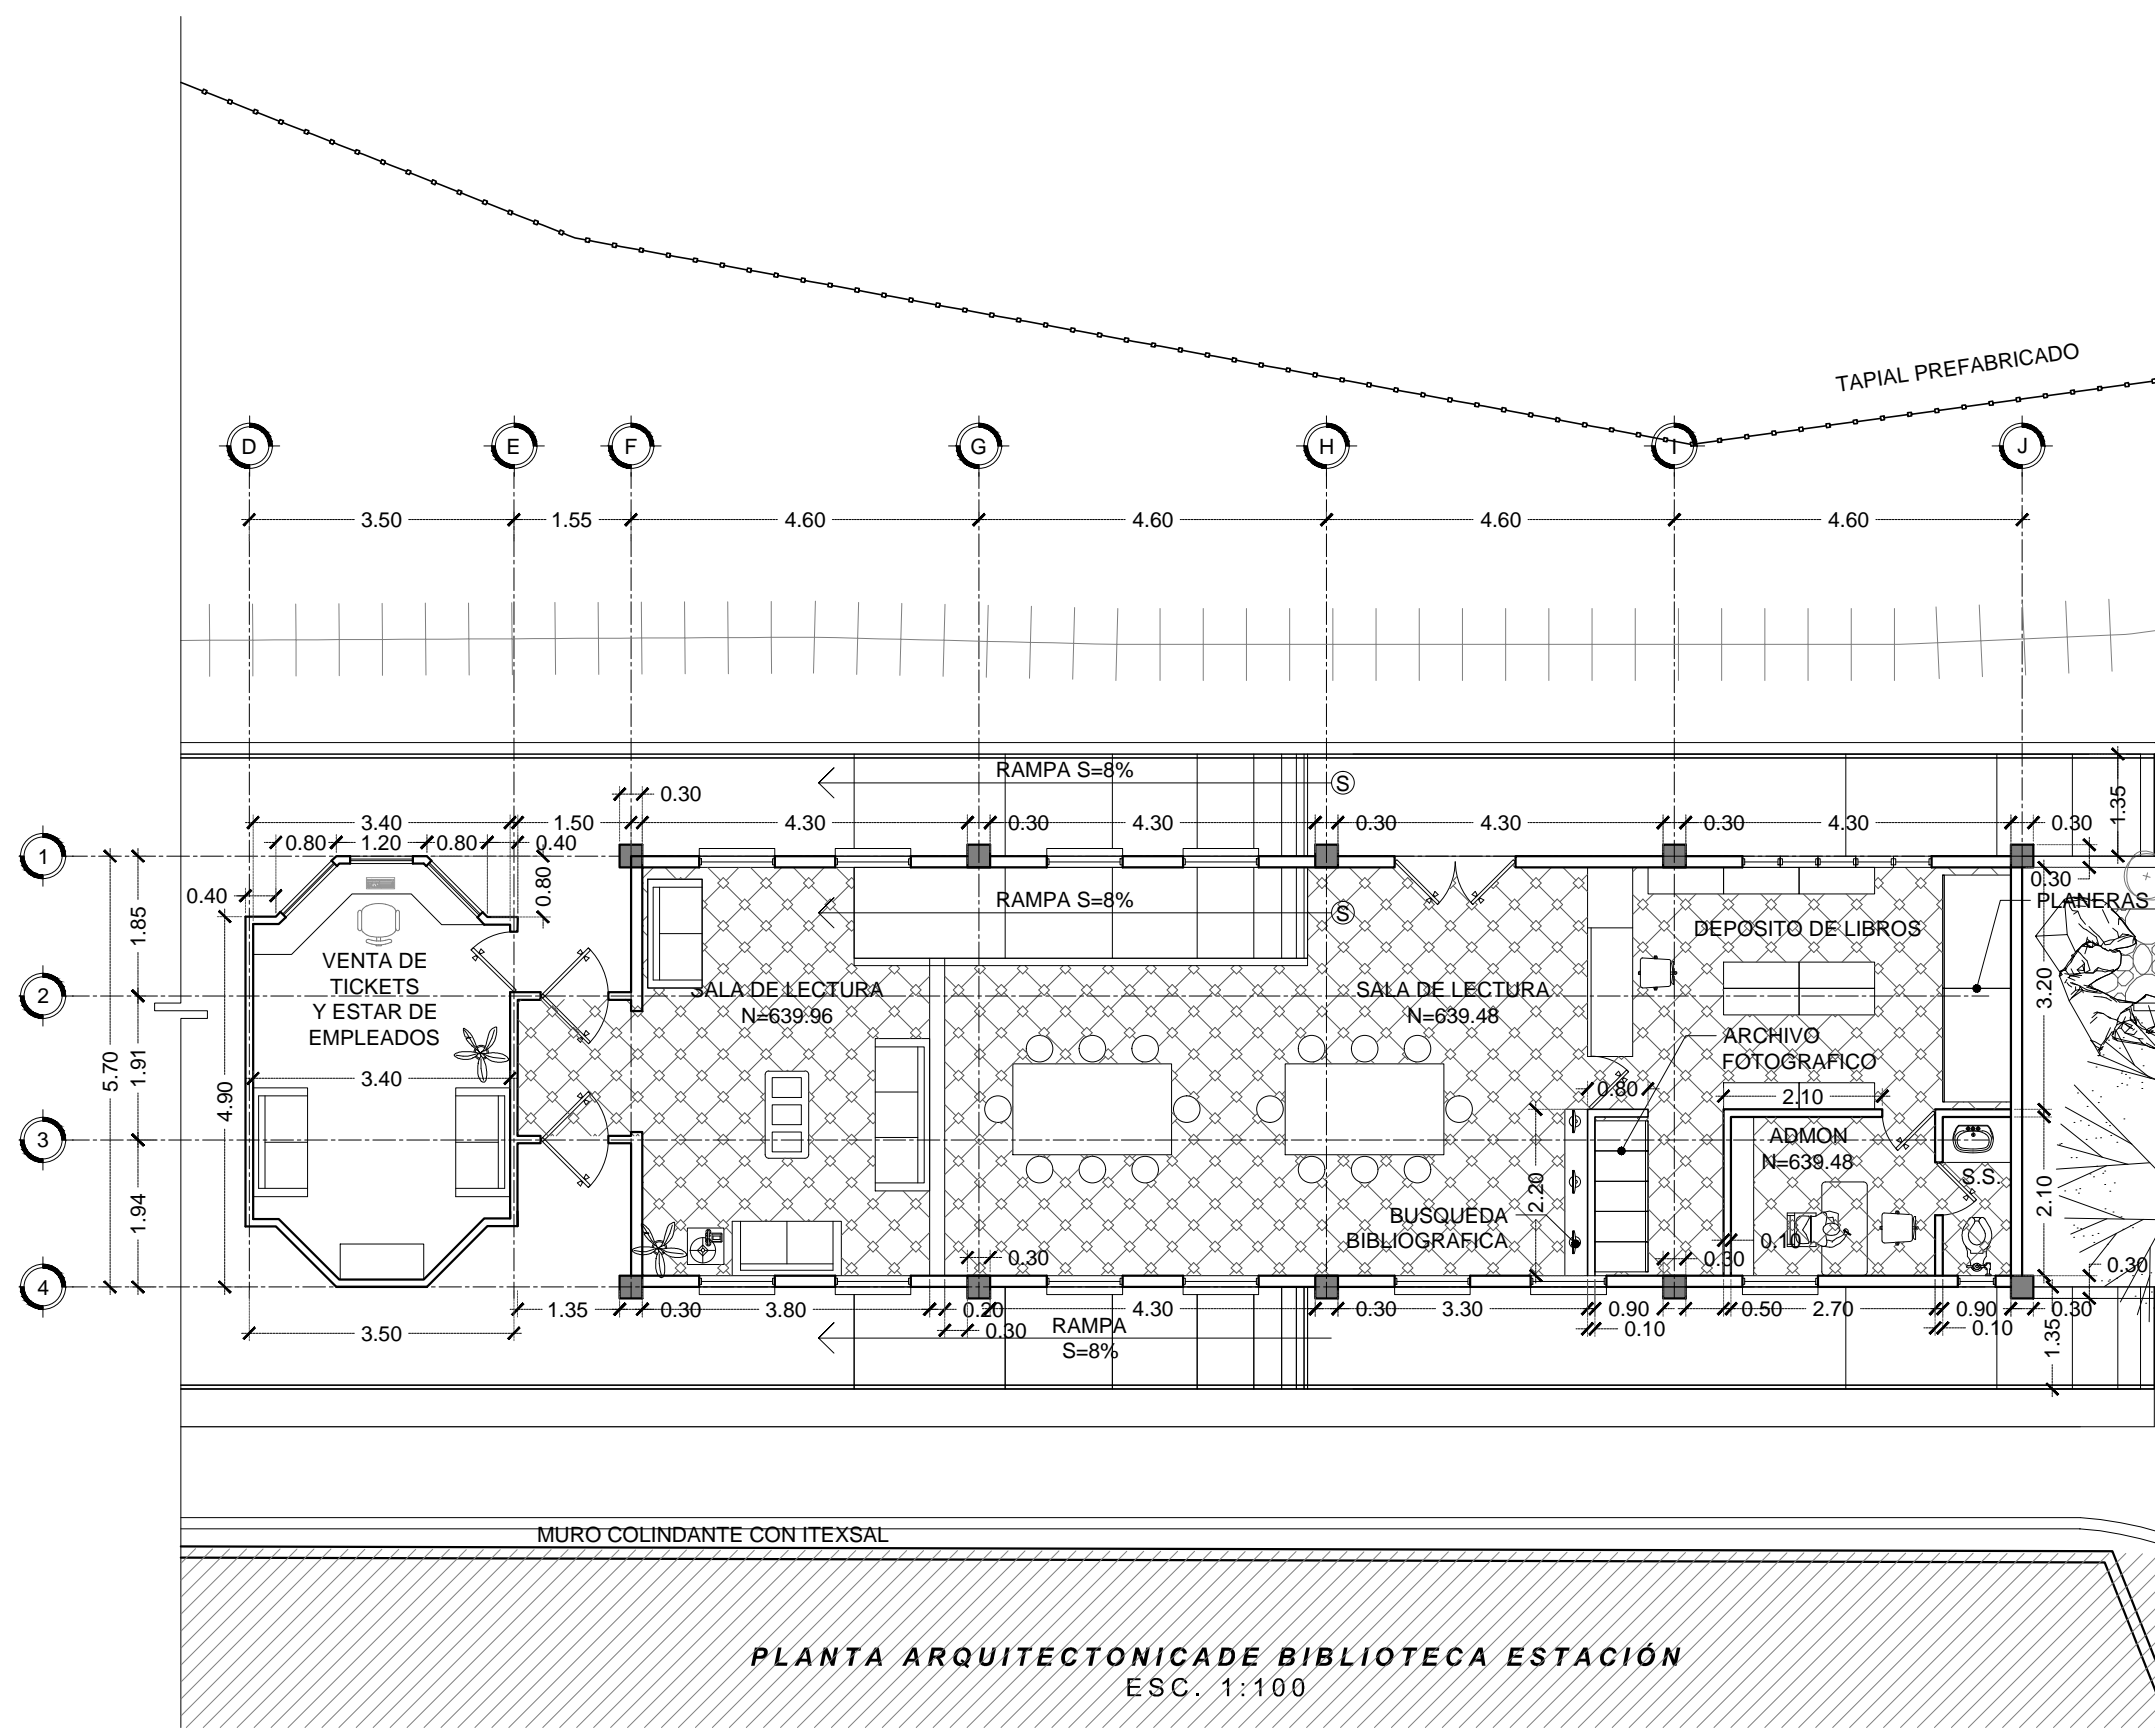 TAPIAL PREFABRICADO
D E F G H I J
3.50 1.55 4.60 4.60 4.60 4.60
RAMPA S=8% S
0.30
1.35
3.40 1.50 4.30 0.30 4.30 0.30 4.30 0.30 4.30 0.30
0.80 1.20 0.80 0.40
1
0.80
0.30
0.40
RAMPA S=8% S
PLANERAS
1.85
DEPOSITO DE LIBROS
VENTA DE
TICKETS
Y ESTAR DE
EMPLEADOS
SALA DE LECTURA
N=639.96
SALA DE LECTURA
N=639.48
2
3.20
ARCHIVO
FOTOGRAFICO
5.70
1.91
3.40
4.90
0.80
2.10
3
ADMON
N=639.48
S.S.
1.94
2.20
2.10
BUSQUEDA
BIBLIOGRAFICA
0.10
0.30
0.30
0.30
4
1.35 0.30 3.80 0.20 4.30 0.30 3.30 0.90 0.50 2.70 0.90 0.30
3.50
0.30
0.10
0.10
1.35
RAMPA
S=8%
MURO COLINDANTE CON ITEXSAL
PLANTA ARQUITECTONICADE BIBLIOTECA ESTACIÓN
ESC. 1:100